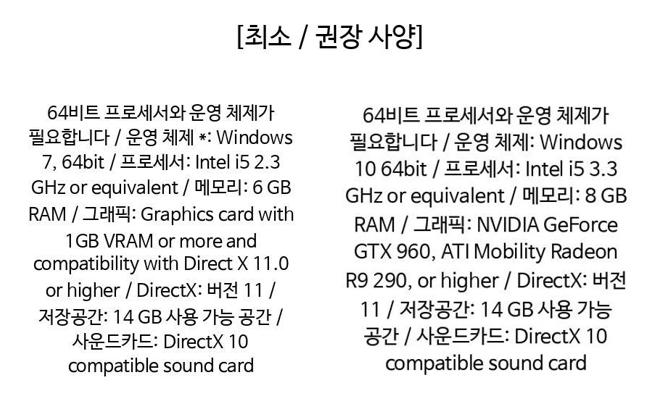 [최소 / 권장 사양]
64비트 프로세서와 운영 체제가
필요합니다 / 운영 체제 *: Windows
7, 64bit / 프로세서: Intel i5 2.3
GHz or equivalent / 메모리: 6 GB
RAM / 그래픽: Graphics card with
1GB VRAM or more and
compatibility with Direct X 11.0
or higher / DirectX: 버전 11 /
저장공간: 14 GB 사용 가능 공간 /
사운드카드: DirectX 10
compatible sound card
64비트 프로세서와 운영 체제가
필요합니다 / 운영 체제: Windows
10 64bit / 프로세서: Intel i5 3.3
GHz or equivalent / 메모리: 8 GB
RAM / 그래픽: NVIDIA GeForce
GTX 960, ATI Mobility Radeon
R9 290, or higher / DirectX: 버전
11 / 저장공간: 14 GB 사용 가능
공간 / 사운드카드: DirectX 10
compatible sound card